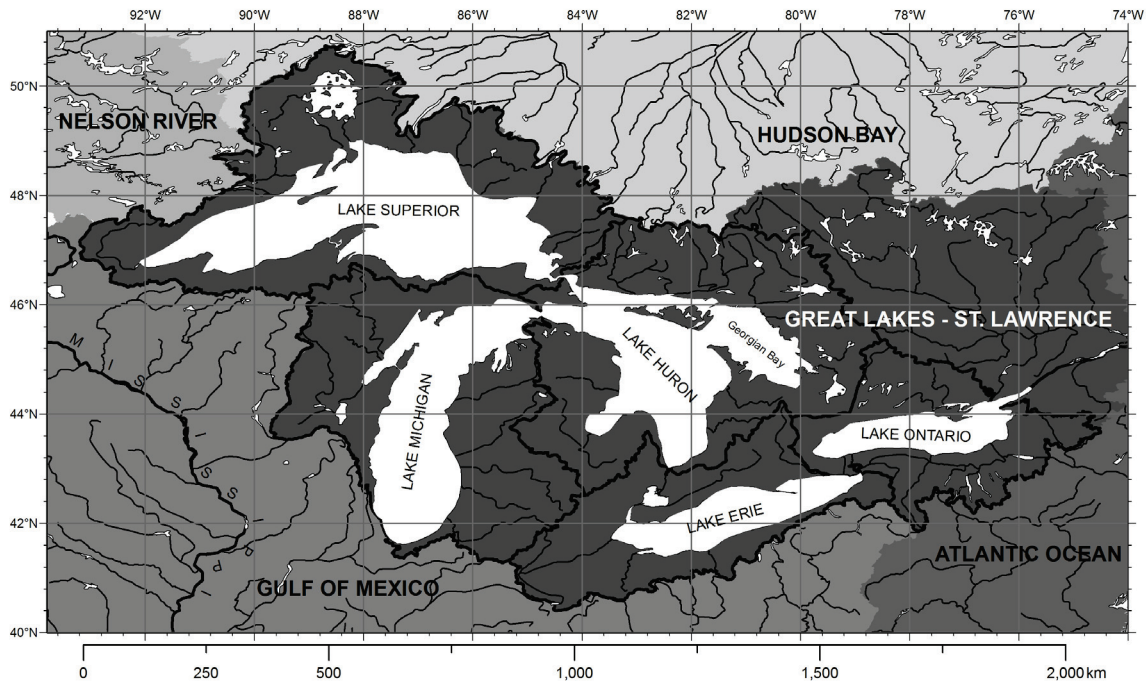 92°W 90°W 88°W 86°W 84°W 82°W 80°W 78°W 76°W 74°W
50°N
NELSON RIVER
HUDSON BAY
48°N
LAKE SUPERIOR
46°N
GREAT LAKES - ST. LAWRENCE
Georgian Bay
LAKE HURON
MISSISSIPPI
44°N
LAKE MICHIGAN
LAKE ONTARIO
42°N
LAKE ERIE
ATLANTIC OCEAN
GULF OF MEXICO
40°N
0 250 500 1,000 1,500 2,000 km